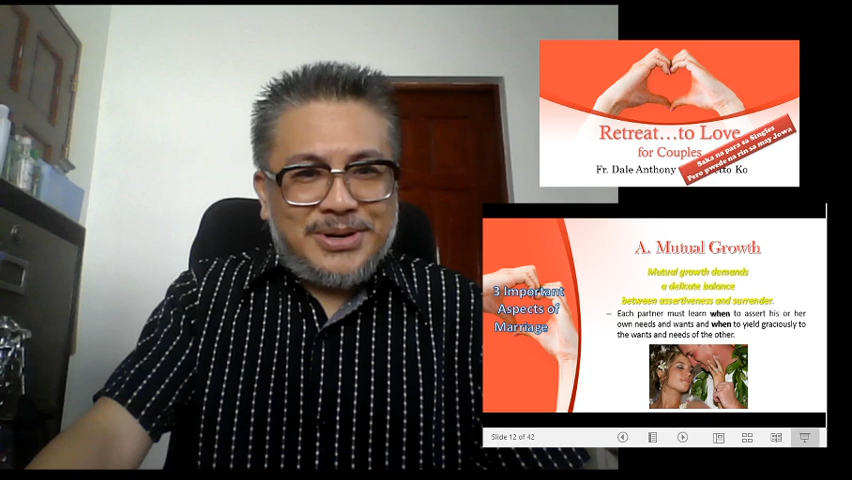 Retreat...to Love
for Couples
Saka na para sa Singles
Pero pwede na rin sa may Jowa
Fr. Dale Anthony
Ko
3 Important
Aspects of
Marriage
A. Mutual Growth
Mutual growth demands
a delicate balance
between assertiveness and surrender.
– Each partner must learn when to assert his or her
own needs and wants and when to yield graciously to
the wants and needs of the other.
Slide 12 of 42